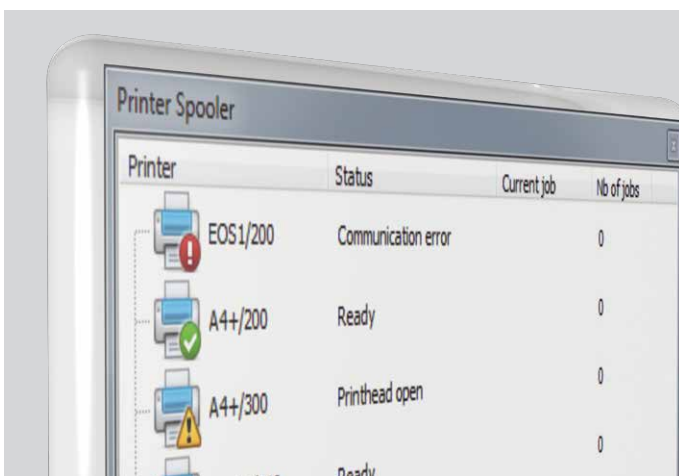 Printer Spooler
Printer Status Current job Nb of jobs
EOS1/200 Communication error 0
A4+/200 Ready 0
A4+/300 Printhead open 0
Ready 0